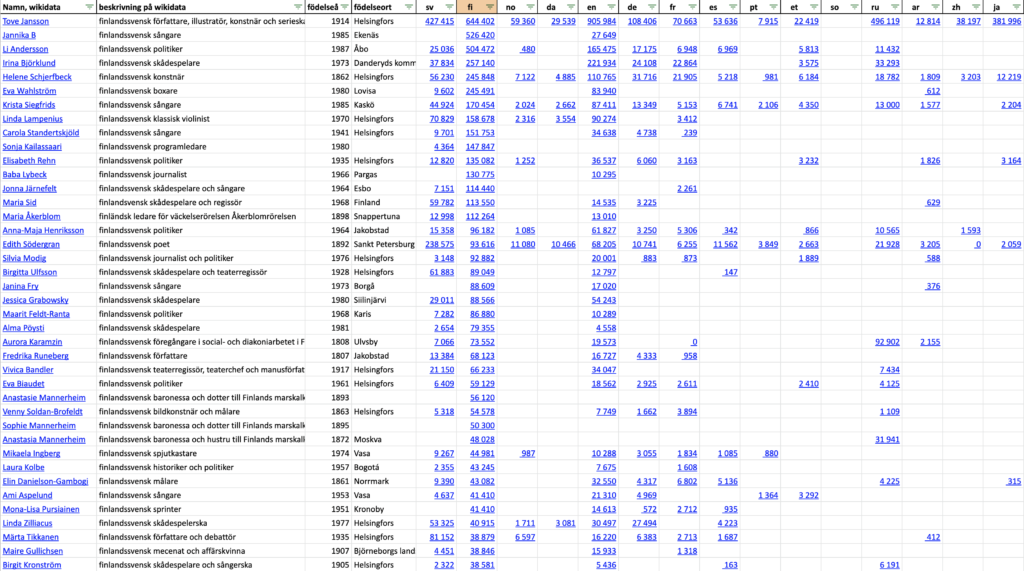 Namn, wikidata beskrivning på wikidata födelseå födelseort sv fi no da en de fr es pt et so ru ar zh ja
Tove Jansson finlandssvensk författare, illustratör, konstnär och seriesk 1914 Helsingfors 427 415 644 402 59 360 29 539 905 984 108 406 70 663 53 636 7 915 22 419 496 119 12 814 38 197 381 996
Jannika B finlandssvensk sångare 1985 Ekenäs 526 420 27 649
Li Andersson finlandssvensk politiker 1987 Åbo 25 036 504 472 480 165 475 17 175 6 948 6 969 5 813 11 432
Irina Björklund finlandssvensk skådespelare 1973 Danderyds komm 37 834 257 140 221 934 24 108 22 864 3 575 33 293
Helene Schjerfbeck finlandssvensk konstnär 1862 Helsingfors 56 230 245 848 7 122 4 885 110 765 31 716 21 905 5 218 981 6 184 18 782 1 809 3 203 12 219
Eva Wahlström finlandssvensk boxare 1980 Lovisa 9 602 245 491 83 940 612
Krista Siegfrids finlandssvensk sångare 1985 Kaskö 44 924 170 454 2 024 2 662 87 411 13 349 5 153 6 741 2 106 4 350 13 000 1 577 2 204
Linda Lampenius finlandssvensk klassisk violinist 1970 Helsingfors 70 829 158 678 2 316 3 554 90 274 3 412
Carola Standertskjöld finlandssvensk sångare 1941 Helsingfors 9 701 151 753 34 638 4 738 239
Sonja Kailassaari finlandssvensk programledare 1980 4 364 147 847
Elisabeth Rehn finlandssvensk politiker 1935 Helsingfors 12 820 135 082 1 252 36 537 6 060 3 163 3 232 1 826 3 164
Baba Lybeck finlandssvensk journalist 1966 Pargas 130 775 10 295
Jonna Järnefelt finlandssvensk skådespelare och sångare 1964 Esbo 7 151 114 440 2 261
Maria Sid finlandsvensk skådespelare och regissör 1968 Finland 59 782 113 550 14 535 3 225 629
Maria Åkerblom finländsk ledare för väckelserörelsen Åkerblomrörelsen 1898 Snappertuna 12 998 112 264 13 010
Anna-Maja Henriksson finlandssvensk politiker 1964 Jakobstad 15 358 96 182 1 085 61 827 3 250 5 306 342 866 10 565 1 593
Edith Södergran finlandssvensk poet 1892 Sankt Petersburg 238 575 93 616 11 080 10 466 68 205 10 741 6 255 11 562 3 849 2 663 21 928 3 205 0 2 059
Silvia Modig finlandssvensk journalist och politiker 1976 Helsingfors 3 148 92 882 20 001 883 873 1 889 588
Birgitta Ulfsson finlandssvensk skådespelare och teaterregissör 1928 Helsingfors 61 883 89 049 12 797 147
Janina Fry finlandssvensk sångare 1973 Borgå 88 609 17 020 376
Jessica Grabowsky finlandssvensk skådespelare 1980 Siilinjärvi 29 011 88 566 54 243
Maarit Feldt-Ranta finlandssvensk politiker 1968 Karis 7 282 86 880 10 289
Alma Pöysti finlandssvensk skådespelare 1981 2 654 79 355 4 558
Aurora Karamzin finlandssvensk föregångare i social- och diakoniarbetet i F 1808 Ulvsby 7 066 73 552 19 573 0 92 902 2 155
Fredrika Runeberg finlandssvensk författare 1807 Jakobstad 13 384 68 123 16 727 4 333 958
Vivica Bandler finlandssvensk teaterregissör, teaterchef och manusförfat 1917 Helsingfors 21 150 66 233 34 047 7 434
Eva Biaudet finlandssvensk politiker 1961 Helsingfors 6 409 59 129 18 562 2 925 2 611 2 410 4 125
Anastasie Mannerheim finlandssvensk baronessa och dotter till Finlands marskalk 1893 56 120
Venny Soldan-Brofeldt finlandssvensk bildkonstnär och målare 1863 Helsingfors 5 318 54 578 7 749 1 662 3 894 1 109
Sophie Mannerheim finlandssvensk baronessa och dotter till Finlands marskalk 1895 50 300
Anastasia Mannerheim finlandssvensk baronessa och hustru till Finlands marskalk 1872 Moskva 48 028 31 941
Mikaela Ingberg finlandssvensk spjutkastare 1974 Vasa 9 267 44 981 987 10 288 3 055 1 834 1 085 880
Laura Kolbe finlandssvensk historiker och politiker 1957 Bogotá 2 355 43 245 7 675 1 608
Elin Danielson-Gambogi finlandssvensk målare 1861 Norrmark 9 390 43 082 32 550 4 317 6 802 5 136 4 225 315
Ami Aspelund finlandssvensk sångare 1953 Vasa 4 637 41 410 21 310 4 969 1 364 3 292
Mona-Lisa Pursiainen finlandssvensk sprinter 1951 Kronoby 41 410 14 613 572 2 712 935
Linda Zilliacus finlandssvensk skådespelerska 1977 Helsingfors 53 325 40 915 1 711 3 081 30 497 27 494 4 223
Märta Tikkanen finlandssvensk författare och debattör 1935 Helsingfors 81 152 38 879 6 597 16 220 6 383 2 713 1 687 412
Maire Gullichsen finlandssvensk mecenat och affärskvinna 1907 Björneborgs land 4 451 38 846 15 933 1 318
Birgit Kronström finlandssvensk skådespelare och sångerska 1905 Helsingfors 2 322 38 581 5 436 163 6 191